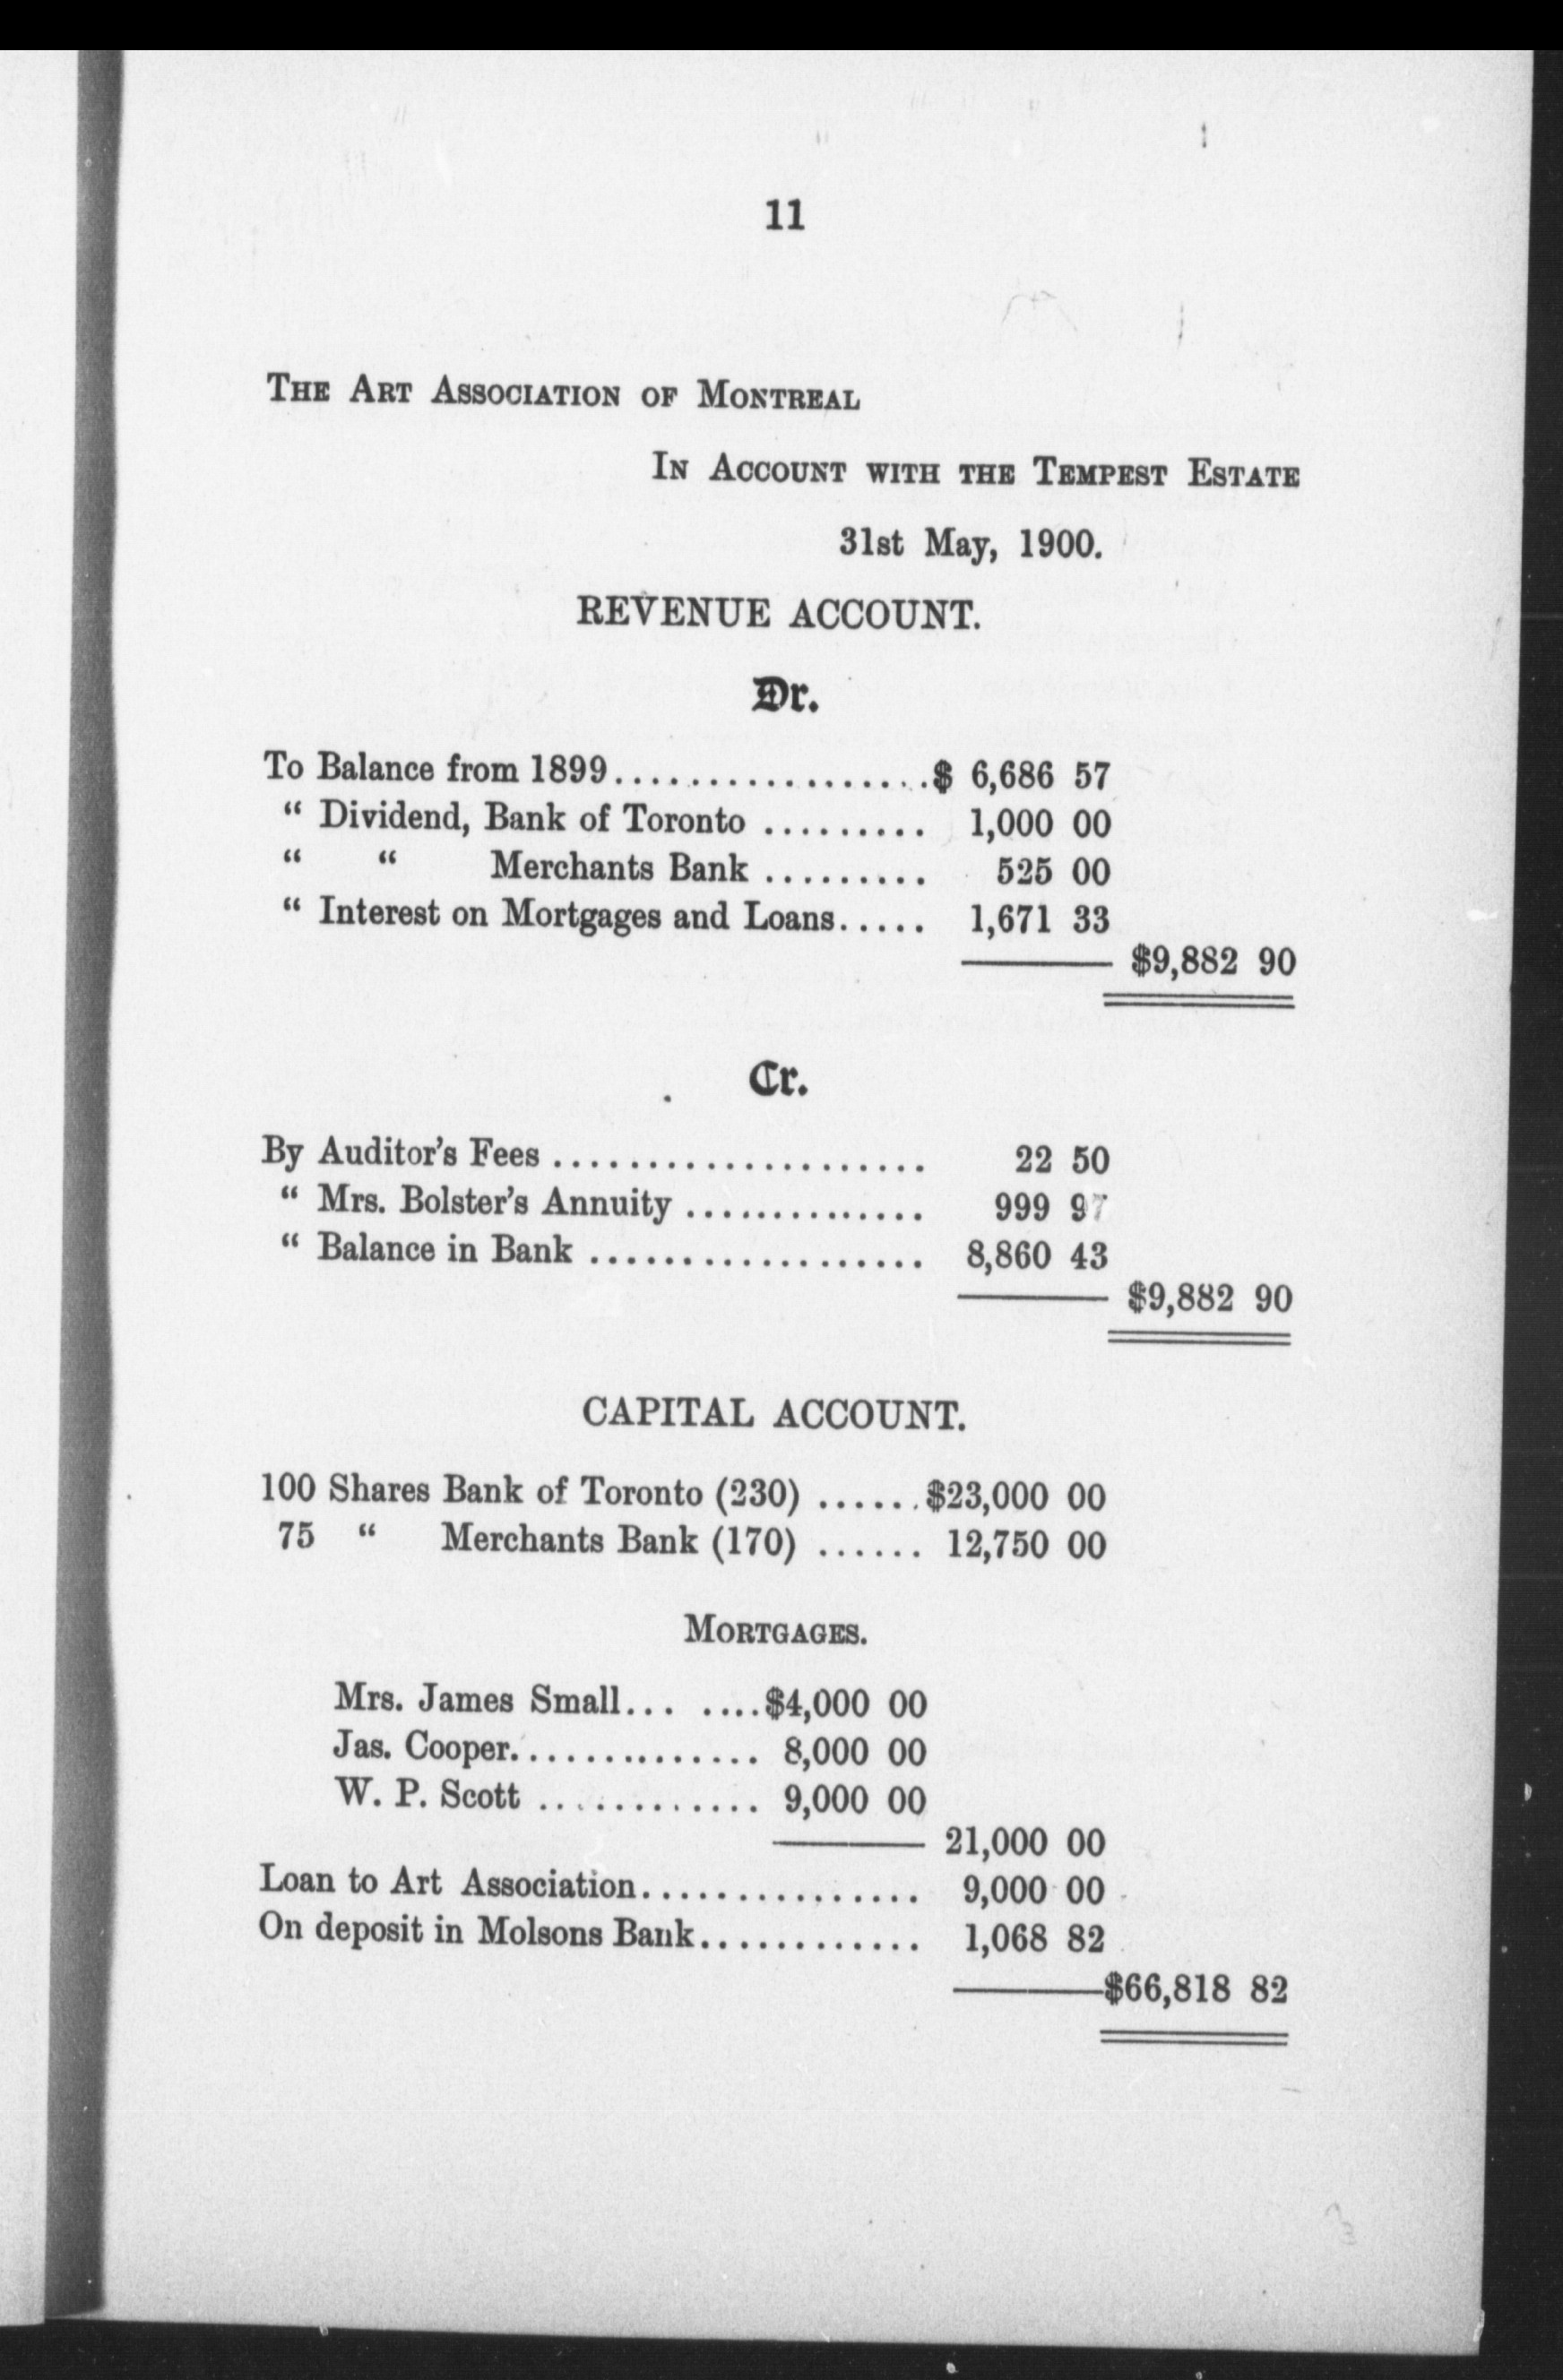 11
THE ART ASSOCIATION OF MONTREAL
IN ACCOUNT WITH THE TEMPEST ESTATE
31st May, 1900.
REVENUE ACCOUNT.
Dr.
To Balance from 1899..................$ 6,686 57
“ Dividend, Bank of Toronto ......... 1,000 00
“ “ Merchants Bank ......... 525 00
“ Interest on Mortgages and Loans..... 1,671 33
$9,882 90
Cr.
By Auditor's Fees .................... 22 50
“ Mrs. Bolster's Annuity .............. 999 97
“ Balance in Bank .................. 8,860 43
$9,882 90
CAPITAL ACCOUNT.
100 Shares Bank of Toronto (230) ......$23,000 00
75 “ Merchants Bank (170) ...... 12,750 00
MORTGAGES.
Mrs. James Small... ....$4,000 00
Jas. Cooper.............. 8,000 00
W. P. Scott ............ 9,000 00
21,000 00
Loan to Art Association............... 9,000 00
On deposit in Molsons Bank............ 1,068 82
$66,818 82